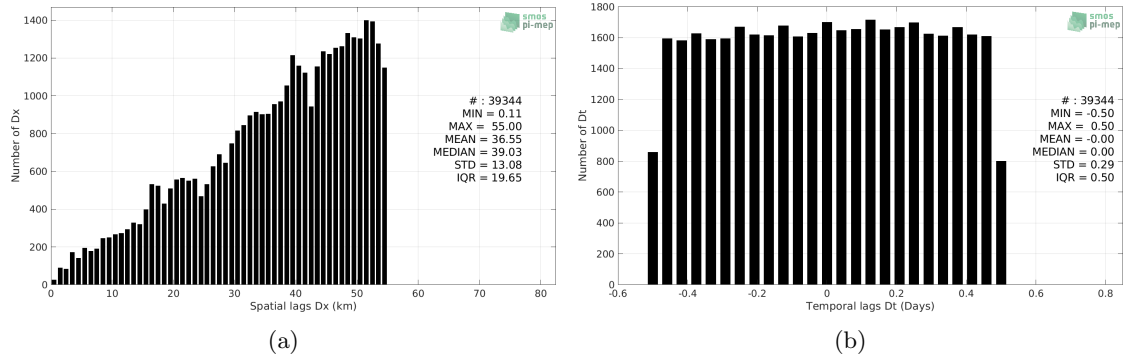 smos
pi-mep
1400
1200
1000
800
600
400
200
0
Number of Dx
# : 39344
MIN = 0.11
MAX = 55.00
MEAN = 36.55
MEDIAN = 39.03
STD = 13.08
IQR = 19.65
0 10 20 30 40 50 60 70 80
Spatial lags Dx (km)
(a)
smos
pi-mep
1800
1600
1400
1200
1000
800
600
400
200
0
Number of Dt
# : 39344
MIN = -0.50
MAX = 0.50
MEAN = -0.00
MEDIAN = 0.00
STD = 0.29
IQR = 0.50
-0.6 -0.4 -0.2 0 0.2 0.4 0.6 0.8
Temporal lags Dt (Days)
(b)